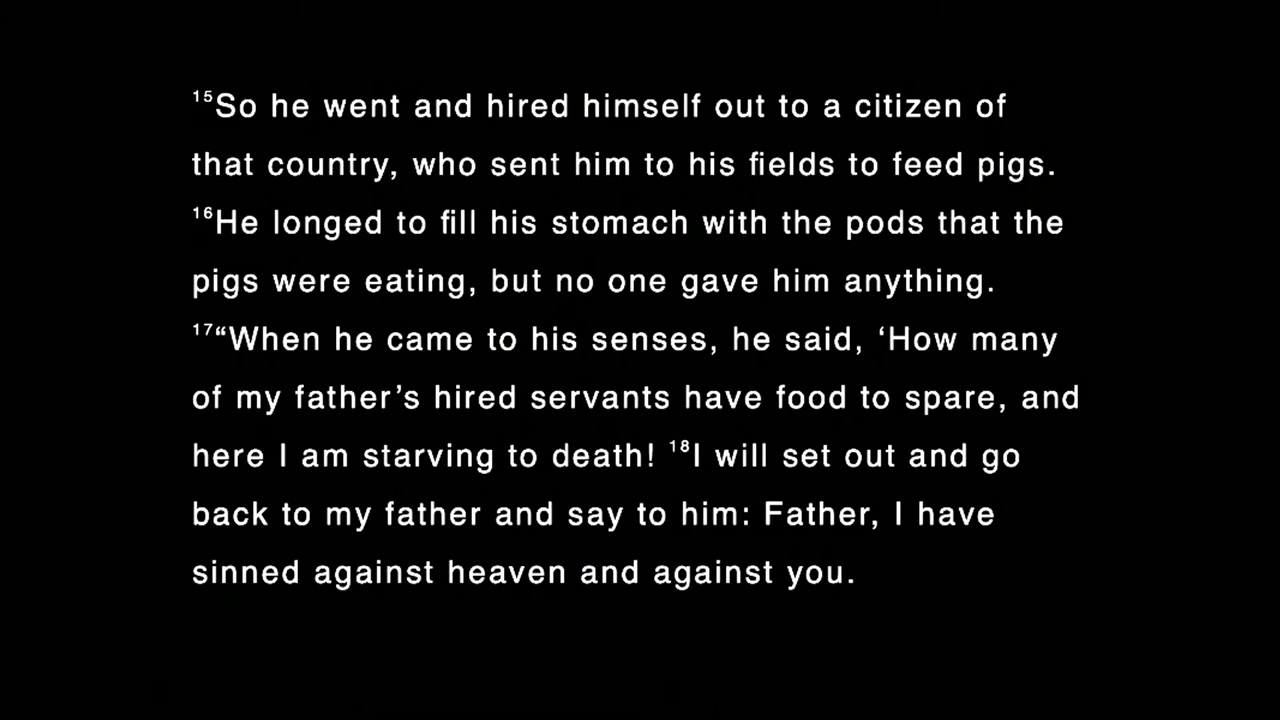 ¹⁵So he went and hired himself out to a citizen of
that country, who sent him to his fields to feed pigs.
¹⁶He longed to fill his stomach with the pods that the
pigs were eating, but no one gave him anything.
¹⁷“When he came to his senses, he said, ‘How many
of my father’s hired servants have food to spare, and
here I am starving to death! ¹⁸I will set out and go
back to my father and say to him: Father, I have
sinned against heaven and against you.